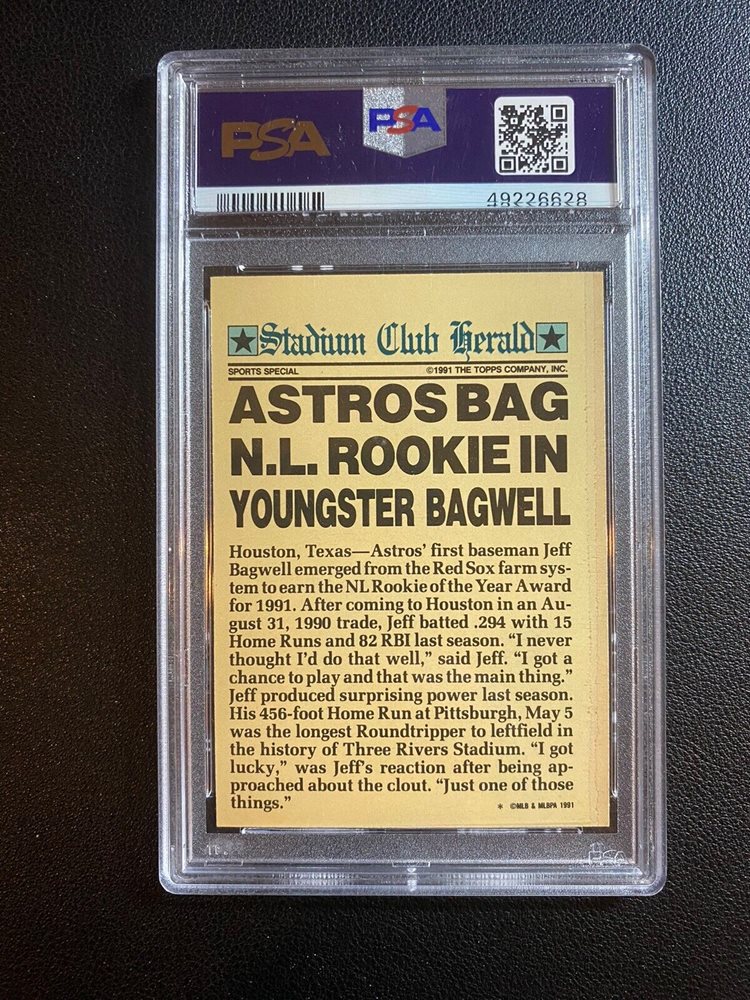 PSA
PSA
49226628
Stadium Club Herald
SPORTS SPECIAL ©1991 THE TOPPS COMPANY, INC.
ASTROS BAG
N.L. ROOKIE IN
YOUNGSTER BAGWELL
Houston, Texas—Astros' first baseman Jeff
Bagwell emerged from the Red Sox farm sys-
tem to earn the NL Rookie of the Year Award
for 1991. After coming to Houston in an Au-
gust 31, 1990 trade, Jeff batted .294 with 15
Home Runs and 82 RBI last season. “I never
thought I'd do that well,” said Jeff. “I got a
chance to play and that was the main thing.”
Jeff produced surprising power last season.
His 456-foot Home Run at Pittsburgh, May 5
was the longest Roundtripper to leftfield in
the history of Three Rivers Stadium. “I got
lucky,” was Jeff's reaction after being ap-
proached about the clout. “Just one of those
things.”
* ©MLB & MLBPA 1991
PSA